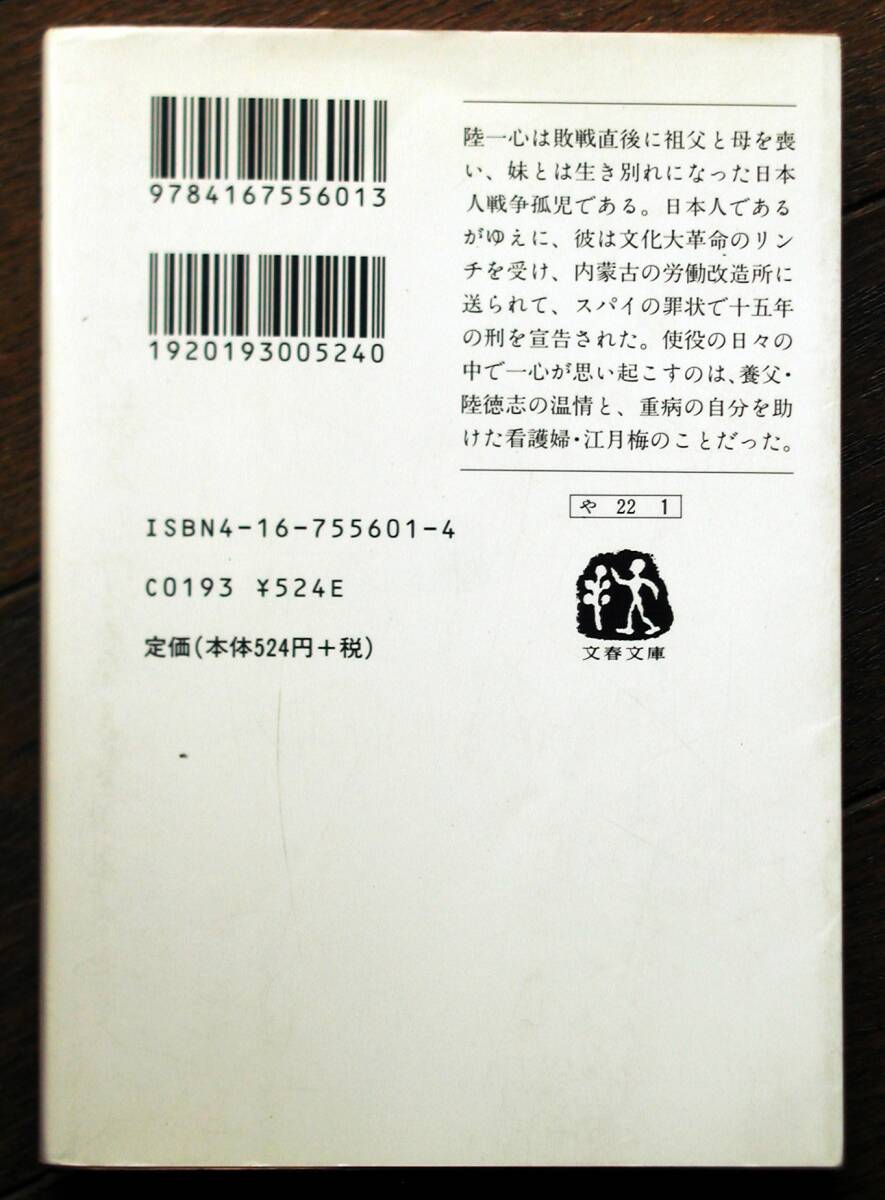 9784167556013
1920193005240
陸一心は敗戦直後に祖父と母を喪
い、妹とは生き別れになった日本
人戦争孤児である。日本人である
がゆえに、彼は文化大革命のリン
チを受け、内蒙古の労働改造所に
送られて、スパイの罪状で十五年
の刑を宣告された。使役の日々の
中で一心が思い起こすのは、養父・
陸徳志の温情と、重病の自分を助
けた看護婦・江月梅のことだった。
ISBN4-16-755601-4
C0193 ¥524E
定価(本体524円+税)
や 22 1
文春文庫